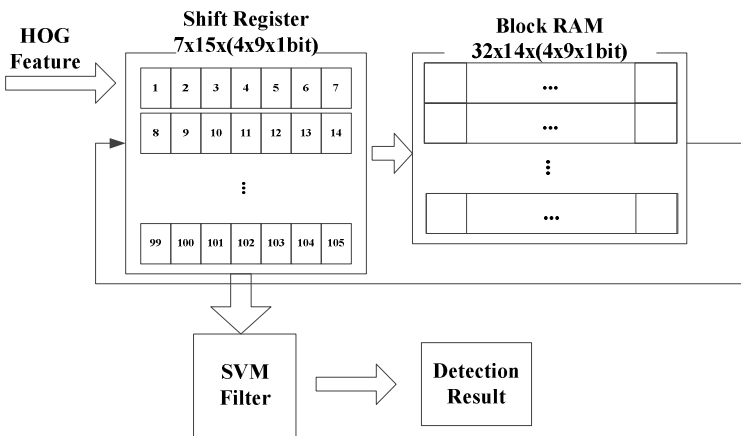 HOG
Feature
Shift Register
7x15x(4x9x1bit)
1 2 3 4 5 6 7
8 9 10 11 12 13 14
...
99 100 101 102 103 104 105
Block RAM
32x14x(4x9x1bit)
...
...
...
...
SVM
Filter
Detection
Result